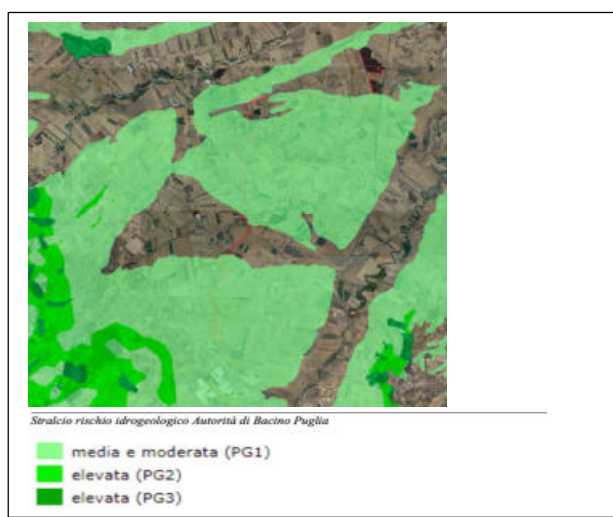 Stralcio rischio idrogeologico Autorità di Bacino Puglia
media e moderata (PG1)
elevata (PG2)
elevata (PG3)